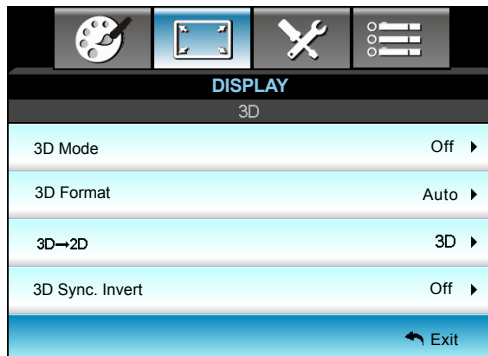 DISPLAY
3D
3D Mode Off
3D Format Auto
3D→2D 3D
3D Sync. Invert Off
Exit